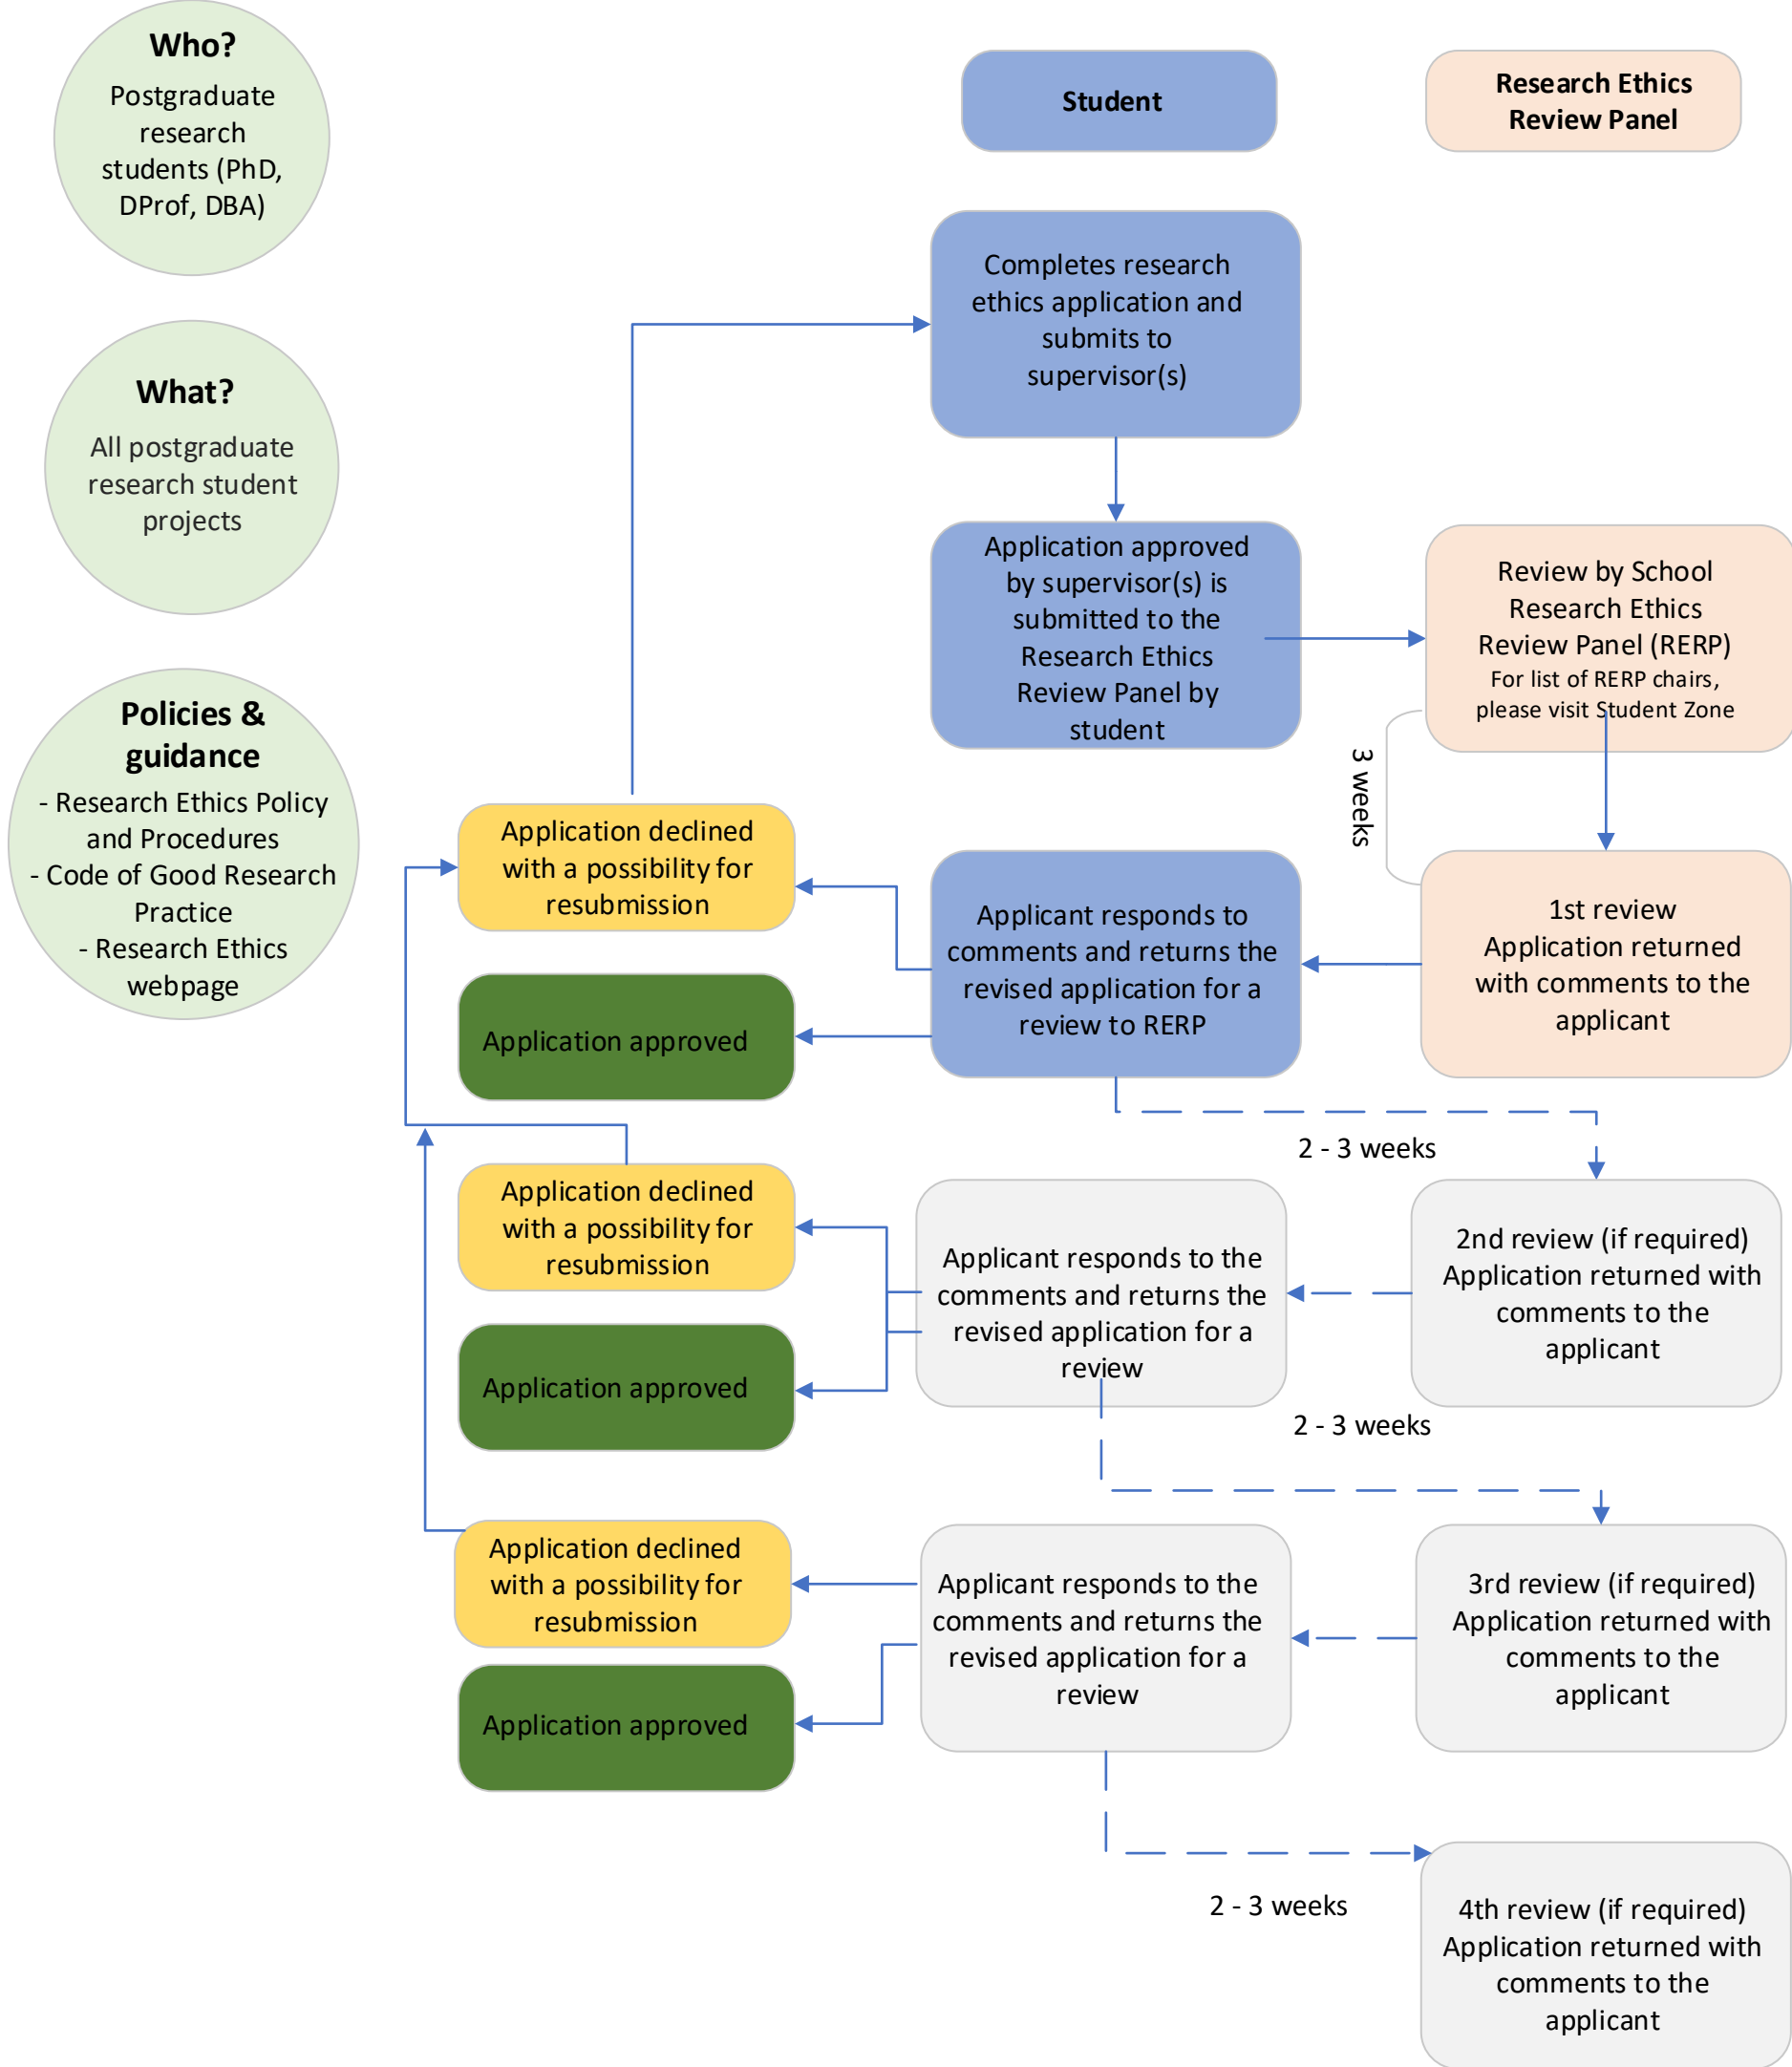 Who?
Postgraduate
research
students (PhD,
DProf, DBA)
What?
All postgraduate
research student
projects
Policies &
guidance
- Research Ethics Policy
and Procedures
- Code of Good Research
Practice
- Research Ethics
webpage
Student
Research Ethics
Review Panel
Completes research
ethics application and
submits to
supervisor(s)
Application approved
by supervisor(s) is
submitted to the
Research Ethics
Review Panel by
student
Review by School
Research Ethics
Review Panel (RERP)
For list of RERP chairs,
please visit Student Zone
3 weeks
1st review
Application returned
with comments to the
applicant
Applicant responds to
comments and returns the
revised application for a
review to RERP
Application declined
with a possibility for
resubmission
Application approved
2 - 3 weeks
2nd review (if required)
Application returned with
comments to the
applicant
Applicant responds to the
comments and returns the
revised application for a
review
Application declined
with a possibility for
resubmission
Application approved
2 - 3 weeks
3rd review (if required)
Application returned with
comments to the
applicant
Applicant responds to the
comments and returns the
revised application for a
review
Application declined
with a possibility for
resubmission
Application approved
2 - 3 weeks
4th review (if required)
Application returned with
comments to the
applicant